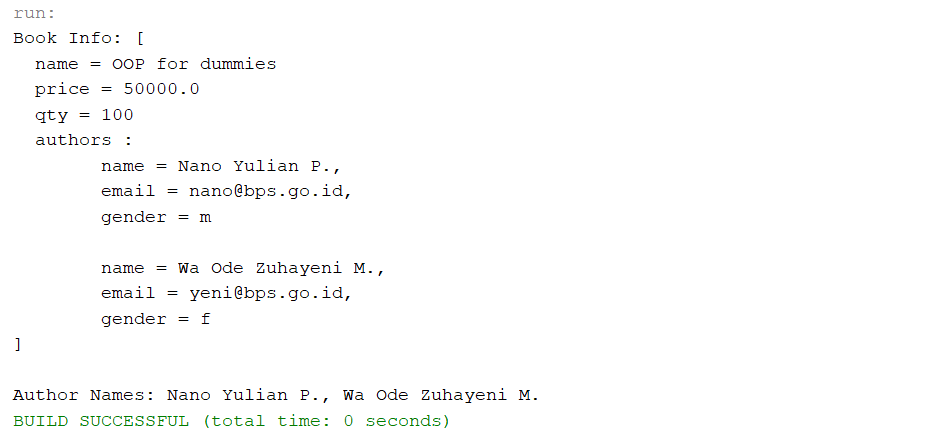 run:
Book Info: [
  name = OOP for dummies
  price = 50000.0
  qty = 100
  authors :
        name = Nano Yulian P.,
        email = nano@bps.go.id,
        gender = m

        name = Wa Ode Zuhayeni M.,
        email = yeni@bps.go.id,
        gender = f
]

Author Names: Nano Yulian P., Wa Ode Zuhayeni M.
BUILD SUCCESSFUL (total time: 0 seconds)